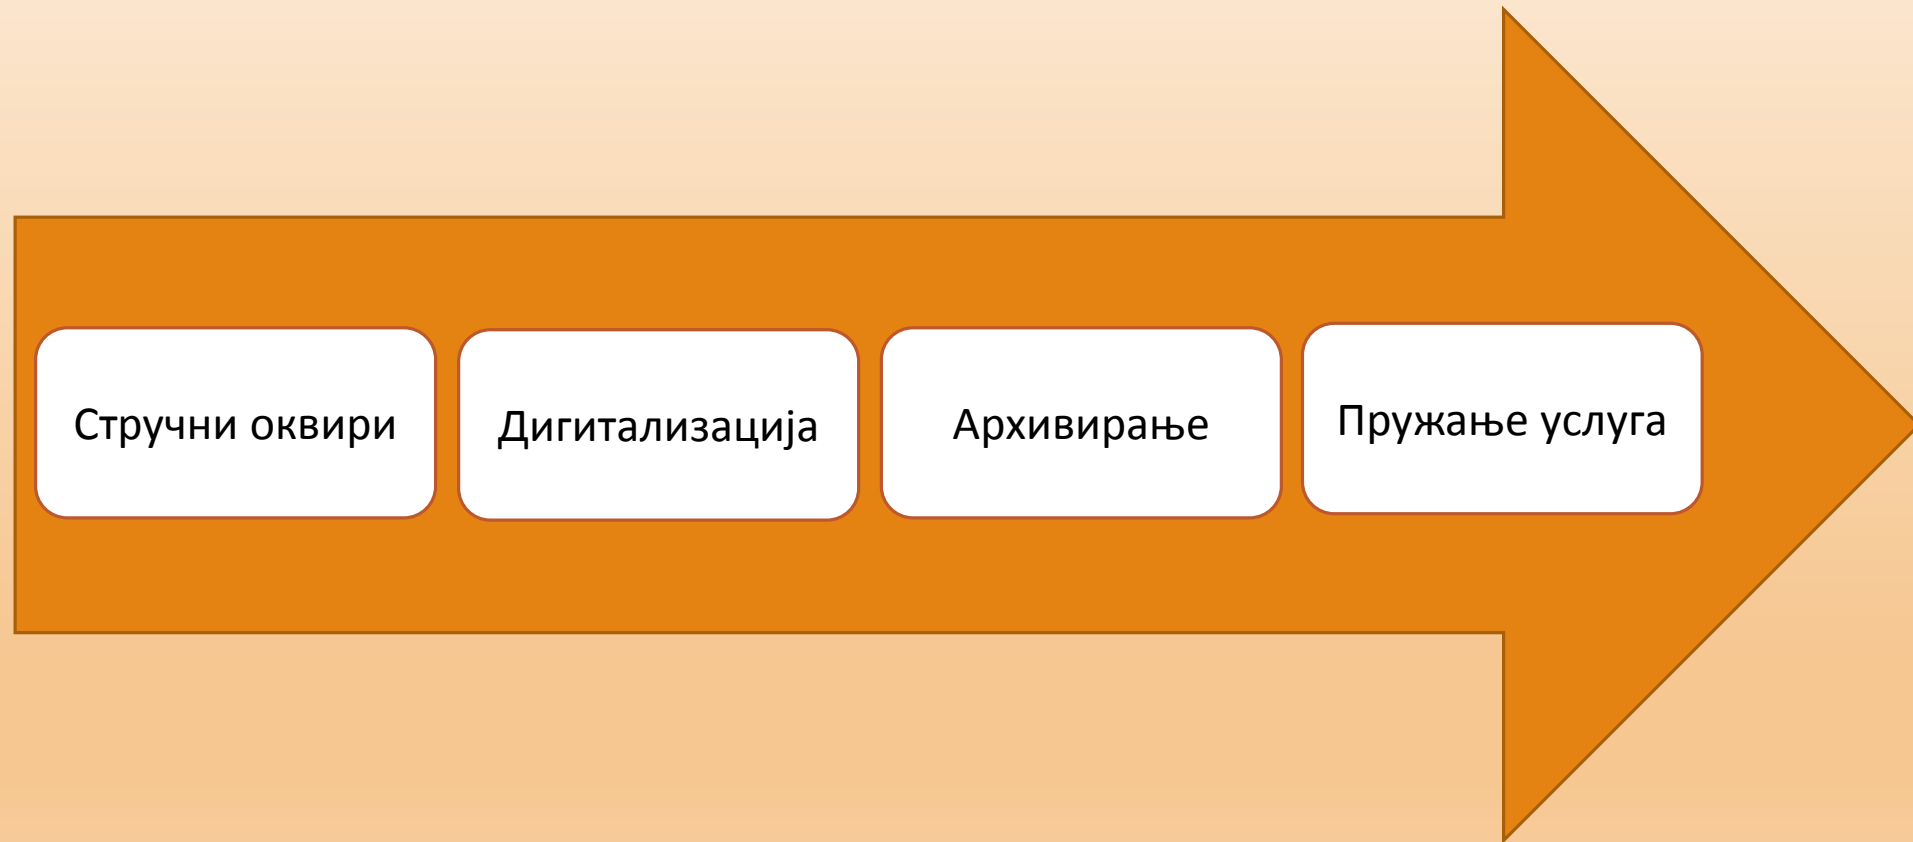 Стручни оквири
Дигитализација
Архивирање
Пружање услуга